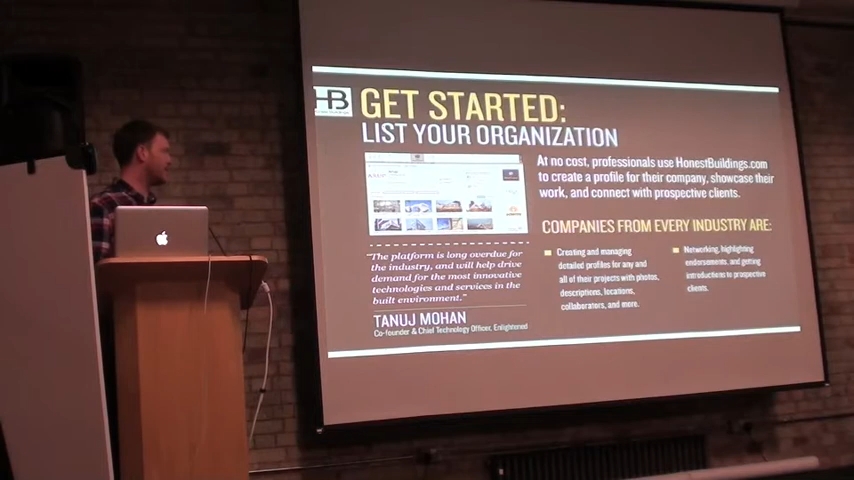 HB
GET STARTED:
LIST YOUR ORGANIZATION
At no cost, professionals use HonestBuildings.com
to create a profile for their company, showcase their
work, and connect with prospective clients.
"The platform is long overdue for
the industry, and will help drive
demand for the most innovative
technologies and services in the
built environment."
TANUJ MOHAN
Co-founder & Chief Technology Officer, Enlightened
COMPANIES FROM EVERY INDUSTRY ARE:
Creating and managing
detailed profiles for any and
all of their projects with photos,
descriptions, locations,
collaborators, and more.
Networking, highlighting
endorsements, and getting
introductions to prospective
clients.